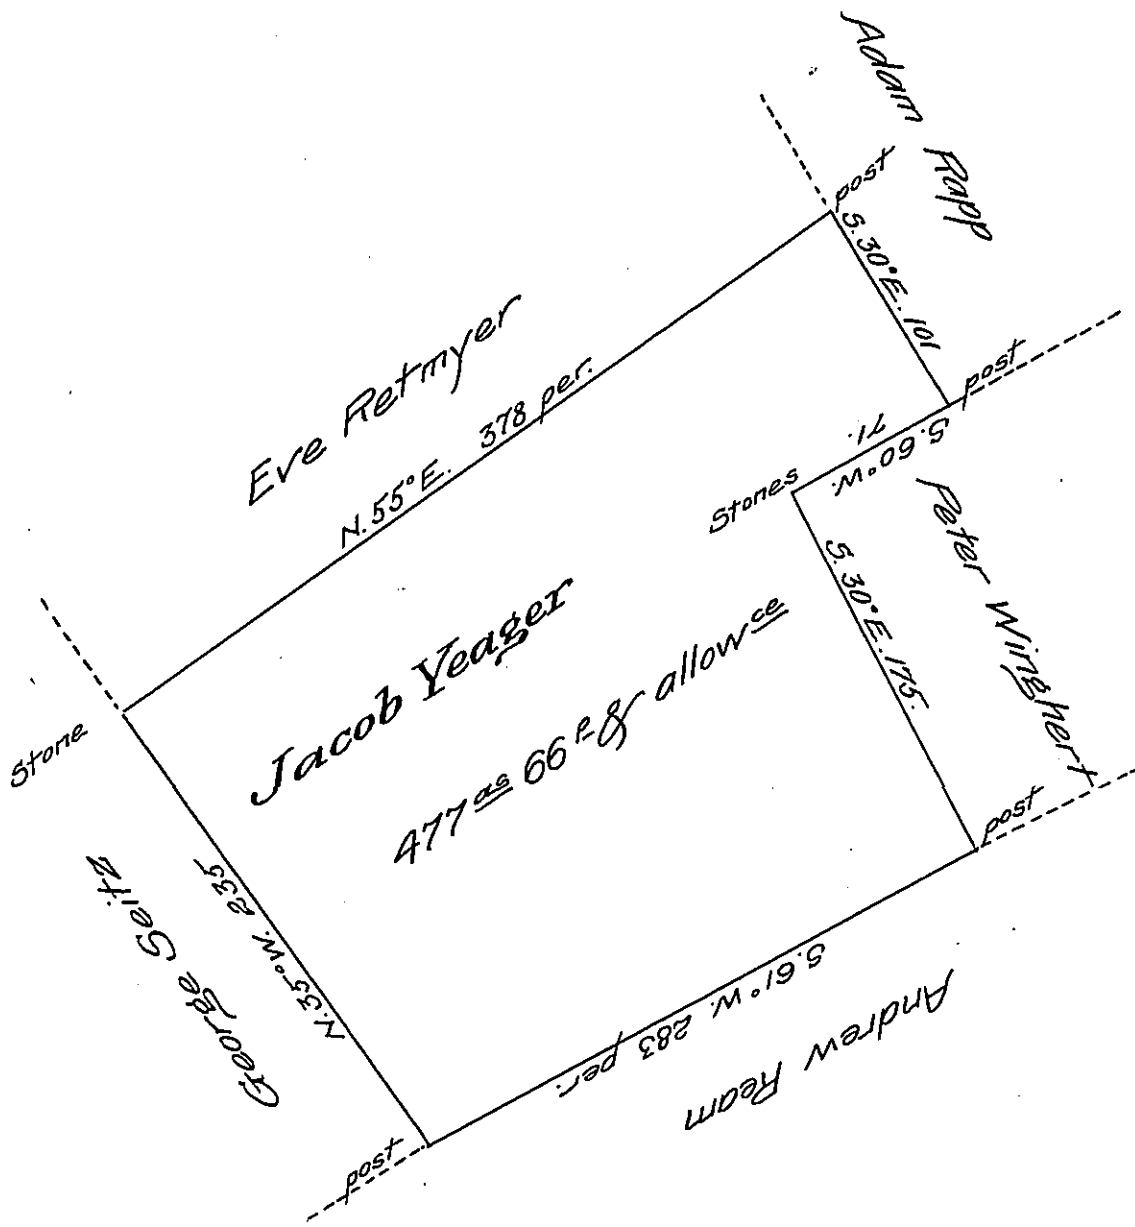 Adam Rapp
post
S. 30° E. 101
post
Eve Retmyer
N. 55° E. 378 per.
71.
S. 60° W.
Stones
Peter Winghert
S. 30° E. 175.
Jacob Yeager
477 as 66 p & allowce
Stone
post
George Seitz
N. 35° W. 235
S. 61° W. 283 per.
Andrew Ream
post